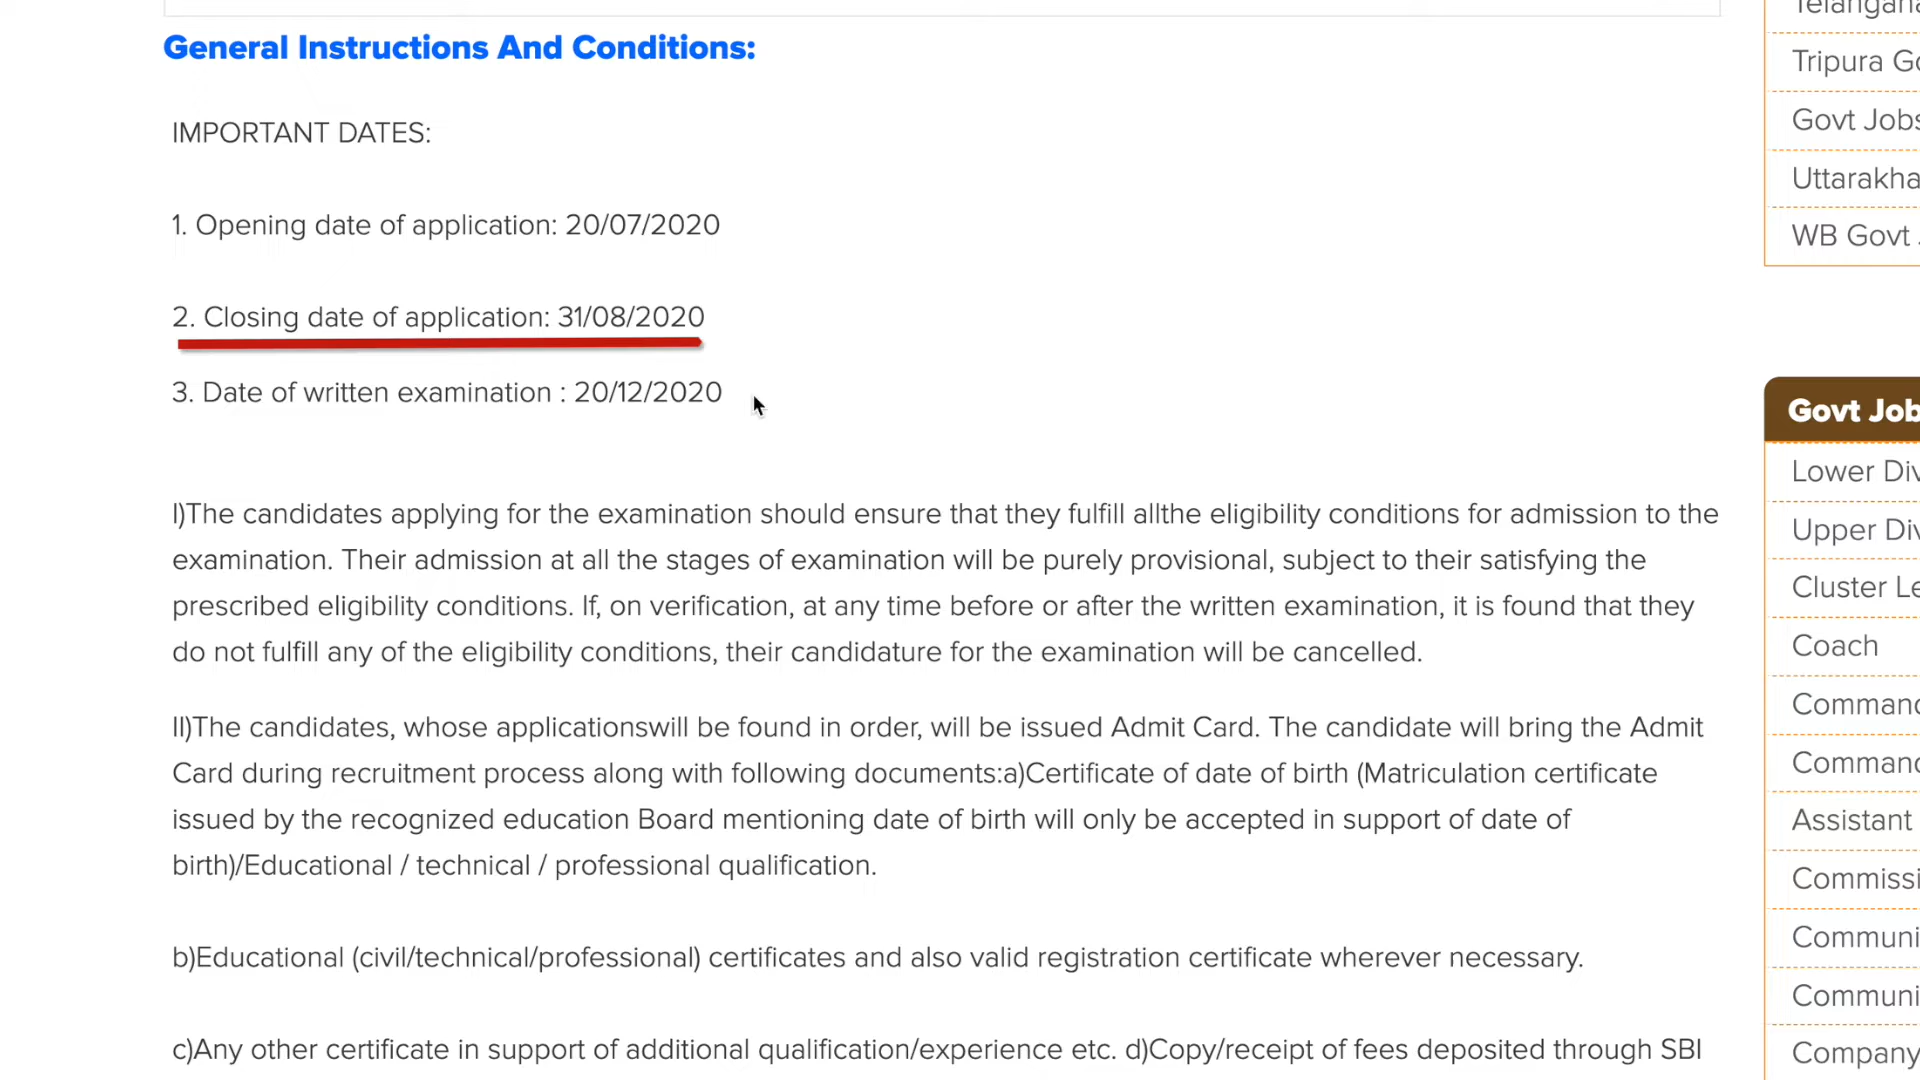 General Instructions And Conditions:
IMPORTANT DATES:
1. Opening date of application: 20/07/2020
2. Closing date of application: 31/08/2020
3. Date of written examination : 20/12/2020
I)The candidates applying for the examination should ensure that they fulfill allthe eligibility conditions for admission to the
examination. Their admission at all the stages of examination will be purely provisional, subject to their satisfying the
prescribed eligibility conditions. If, on verification, at any time before or after the written examination, it is found that they
do not fulfill any of the eligibility conditions, their candidature for the examination will be cancelled.
II)The candidates, whose applicationswill be found in order, will be issued Admit Card. The candidate will bring the Admit
Card during recruitment process along with following documents:a)Certificate of date of birth (Matriculation certificate
issued by the recognized education Board mentioning date of birth will only be accepted in support of date of
birth)/Educational / technical / professional qualification.
b)Educational (civil/technical/professional) certificates and also valid registration certificate wherever necessary.
c)Any other certificate in support of additional qualification/experience etc. d)Copy/receipt of fees deposited through SBI
Tripura
Govt Jobs
WB Govt
Govt Job
Lower
Upper
Cluster
Coach
Assistant
Company